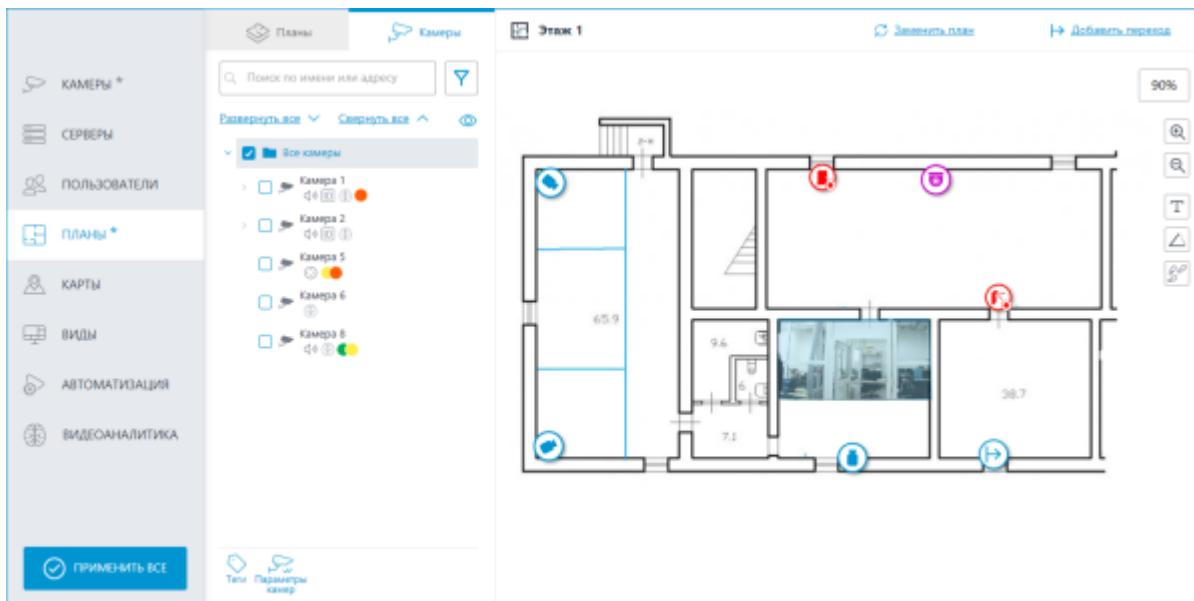 КАМЕРЫ *
СЕРВЕРЫ
ПОЛЬЗОВАТЕЛИ
ПЛАНЫ *
КАРТЫ
ВИДЫ
АВТОМАТИЗАЦИЯ
ВИДЕОАНАЛИТИКА
ПРИМЕНИТЬ ВСЕ
Планы
Камеры
Поиск по имени или адресу
Развернуть все
Свернуть все
Все камеры
Камера 1
Камера 2
Камера 5
Камера 6
Камера 8
Теги
Параметры
камер
Этаж 1
Заменить план
Добавить переход
90%
T
65.9
9.6
6
7.1
38.7